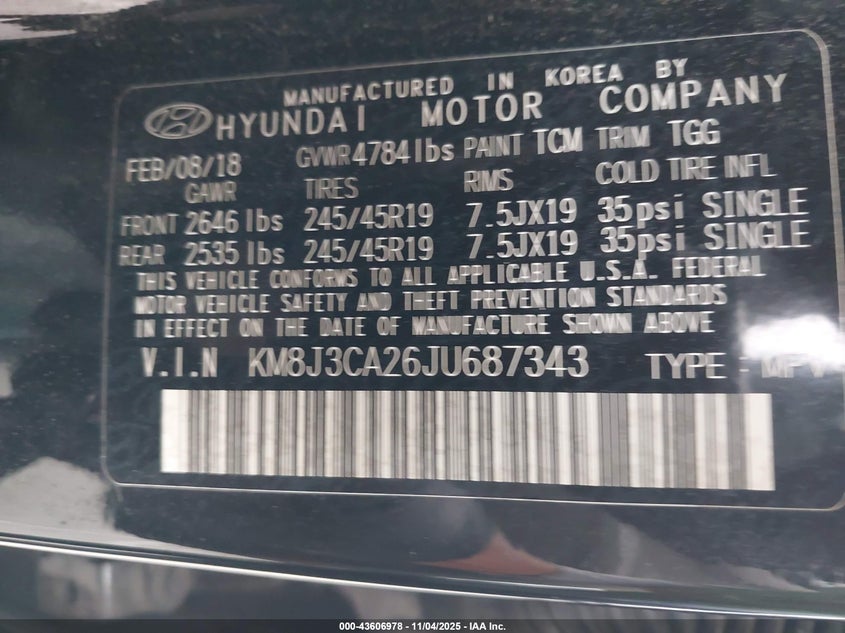 MANUFACTURED IN KOREA BY
HYUNDAI MOTOR COMPANY
FEB/08/18 GVWR 4784lbs PAINT TCM TRIM TGG
GAWR TIRES RIMS COLD TIRE INFL
FRONT 2646 lbs 245/45R19 7.5JX19 35psi SINGLE
REAR 2535 lbs 245/45R19 7.5JX19 35psi SINGLE
THIS VEHICLE CONFORMS TO ALL APPLICABLE U.S.A. FEDERAL
MOTOR VEHICLE SAFETY AND THEFT PREVENTION STANDARDS
IN EFFECT ON THE DATE OF MANUFACTURE SHOWN ABOVE
V.I.N KM8J3CA26JU687343 TYPE : MPV
000-43606978 - 11/04/2025 - IAA Inc.